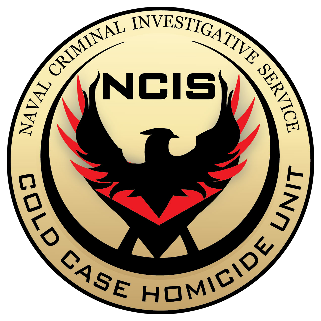 NAVAL CRIMINAL INVESTIGATIVE SERVICE
NCIS
COLD CASE HOMICIDE UNIT